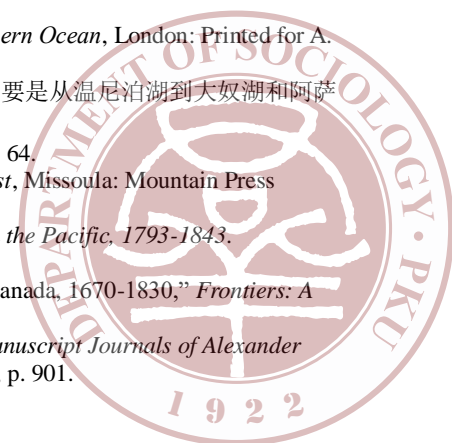 ern Ocean, London: Printed for A.
要是从温尼泊湖到大奴湖和阿萨
64.
st, Missoula: Mountain Press
the Pacific, 1793-1843.
anada, 1670-1830,” Frontiers: A
anuscript Journals of Alexander
p. 901.
DEPARTMENT OF SOCIOLOGY · PKU
1922